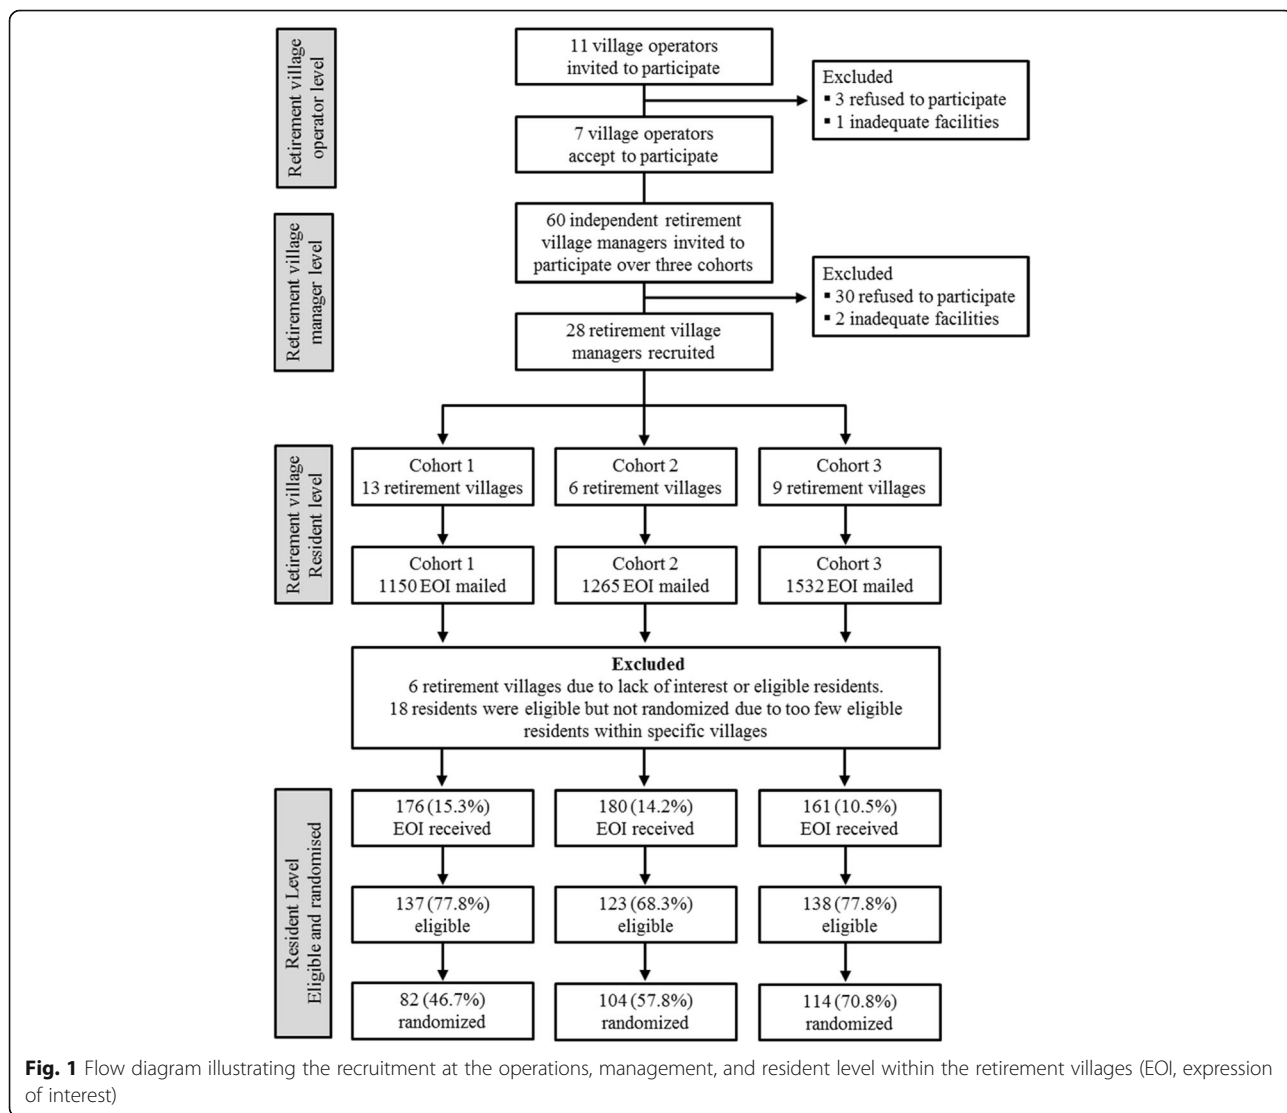 Retirement village
operator level
11 village operators
invited to participate
Excluded
▪ 3 refused to participate
▪ 1 inadequate facilities
7 village operators
accept to participate
Retirement village
manager level
60 independent retirement
village managers invited to
participate over three cohorts
Excluded
▪ 30 refused to participate
▪ 2 inadequate facilities
28 retirement village
managers recruited
Retirement village
Resident level
Cohort 1
13 retirement villages
Cohort 2
6 retirement villages
Cohort 3
9 retirement villages
Cohort 1
1150 EOI mailed
Cohort 2
1265 EOI mailed
Cohort 3
1532 EOI mailed
Excluded
6 retirement villages due to lack of interest or eligible residents.
18 residents were eligible but not randomized due to too few eligible
residents within specific villages
Resident Level
Eligible and randomised
176 (15.3%)
EOI received
180 (14.2%)
EOI received
161 (10.5%)
EOI received
137 (77.8%)
eligible
123 (68.3%)
eligible
138 (77.8%)
eligible
82 (46.7%)
randomized
104 (57.8%)
randomized
114 (70.8%)
randomized
Fig. 1 Flow diagram illustrating the recruitment at the operations, management, and resident level within the retirement villages (EOI, expression
of interest)